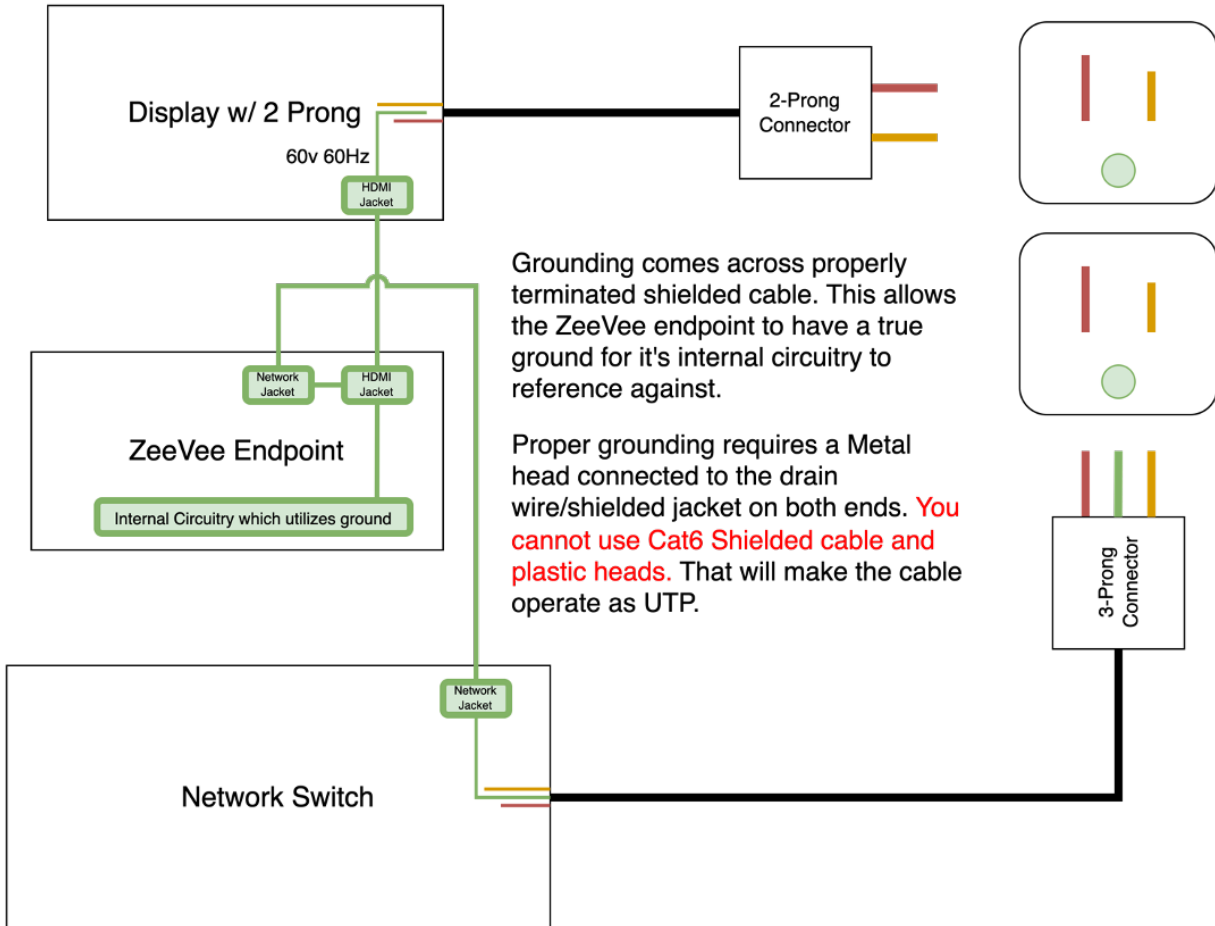 Display w/ 2 Prong
60v 60Hz
HDMI
Jacket
2-Prong
Connector
Grounding comes across properly
terminated shielded cable. This allows
the ZeeVee endpoint to have a true
ground for it's internal circuitry to
reference against.
Network
Jacket
HDMI
Jacket
ZeeVee Endpoint
Internal Circuitry which utilizes ground
Proper grounding requires a Metal
head connected to the drain
wire/shielded jacket on both ends. You
cannot use Cat6 Shielded cable and
plastic heads. That will make the cable
operate as UTP.
3-Prong
Connector
Network
Jacket
Network Switch